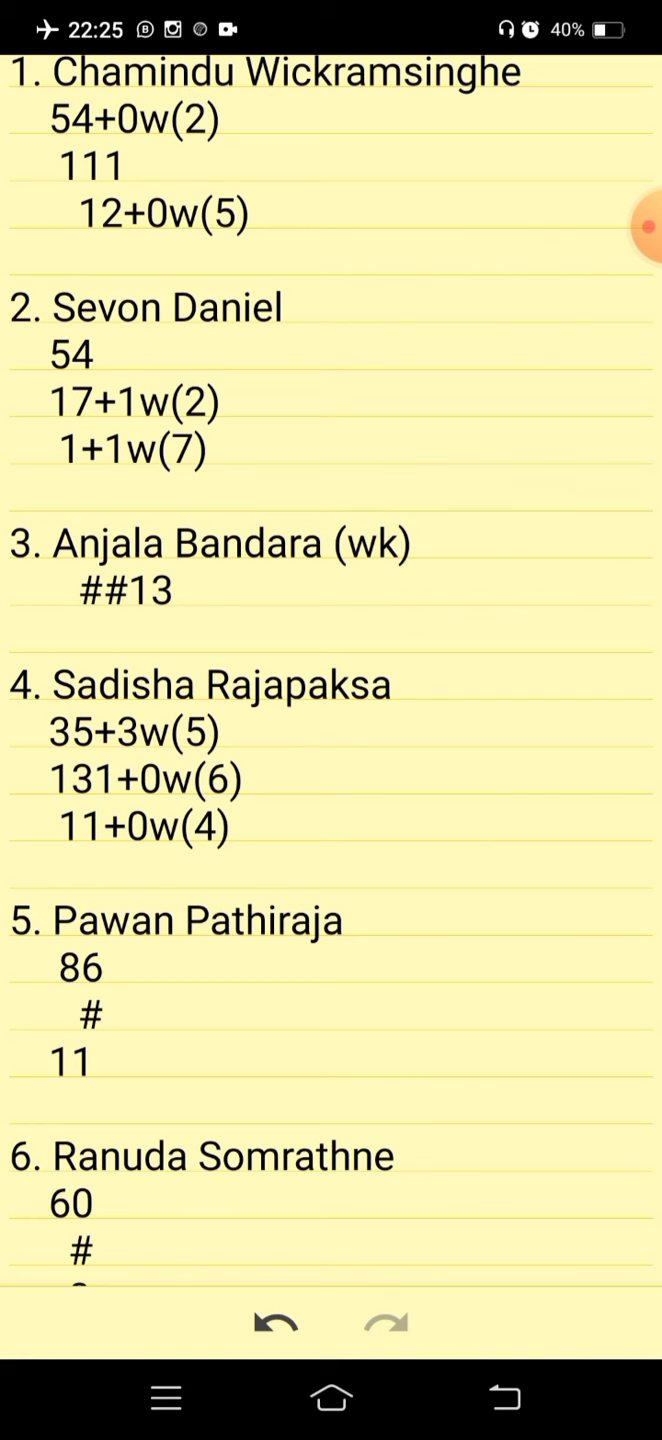 22:25
40%
1. Chamindu Wickramsinghe
54+0w(2)
111
12+0w(5)
2. Sevon Daniel
54
17+1w(2)
1+1w(7)
3. Anjala Bandara (wk)
##13
4. Sadisha Rajapaksa
35+3w(5)
131+0w(6)
11+0w(4)
5. Pawan Pathiraja
86
#
11
6. Ranuda Somrathne
60
#